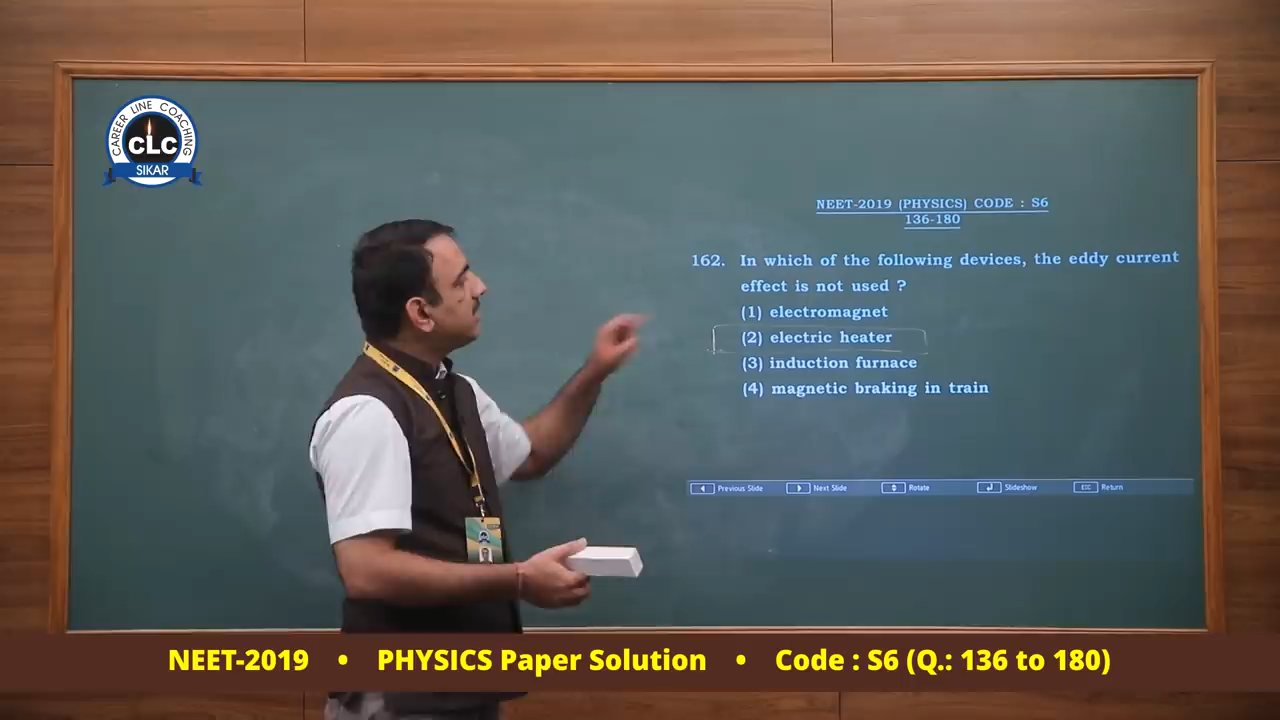 CAREER LINE COACHING
CLC
SIKAR
NEET-2019 (PHYSICS) CODE : S6
136-180
162. In which of the following devices, the eddy current
effect is not used ?
(1) electromagnet
(2) electric heater
(3) induction furnace
(4) magnetic braking in train
Previous Slide Next Slide Rotate Slideshow ESC Return
NEET-2019 • PHYSICS Paper Solution • Code : S6 (Q.: 136 to 180)